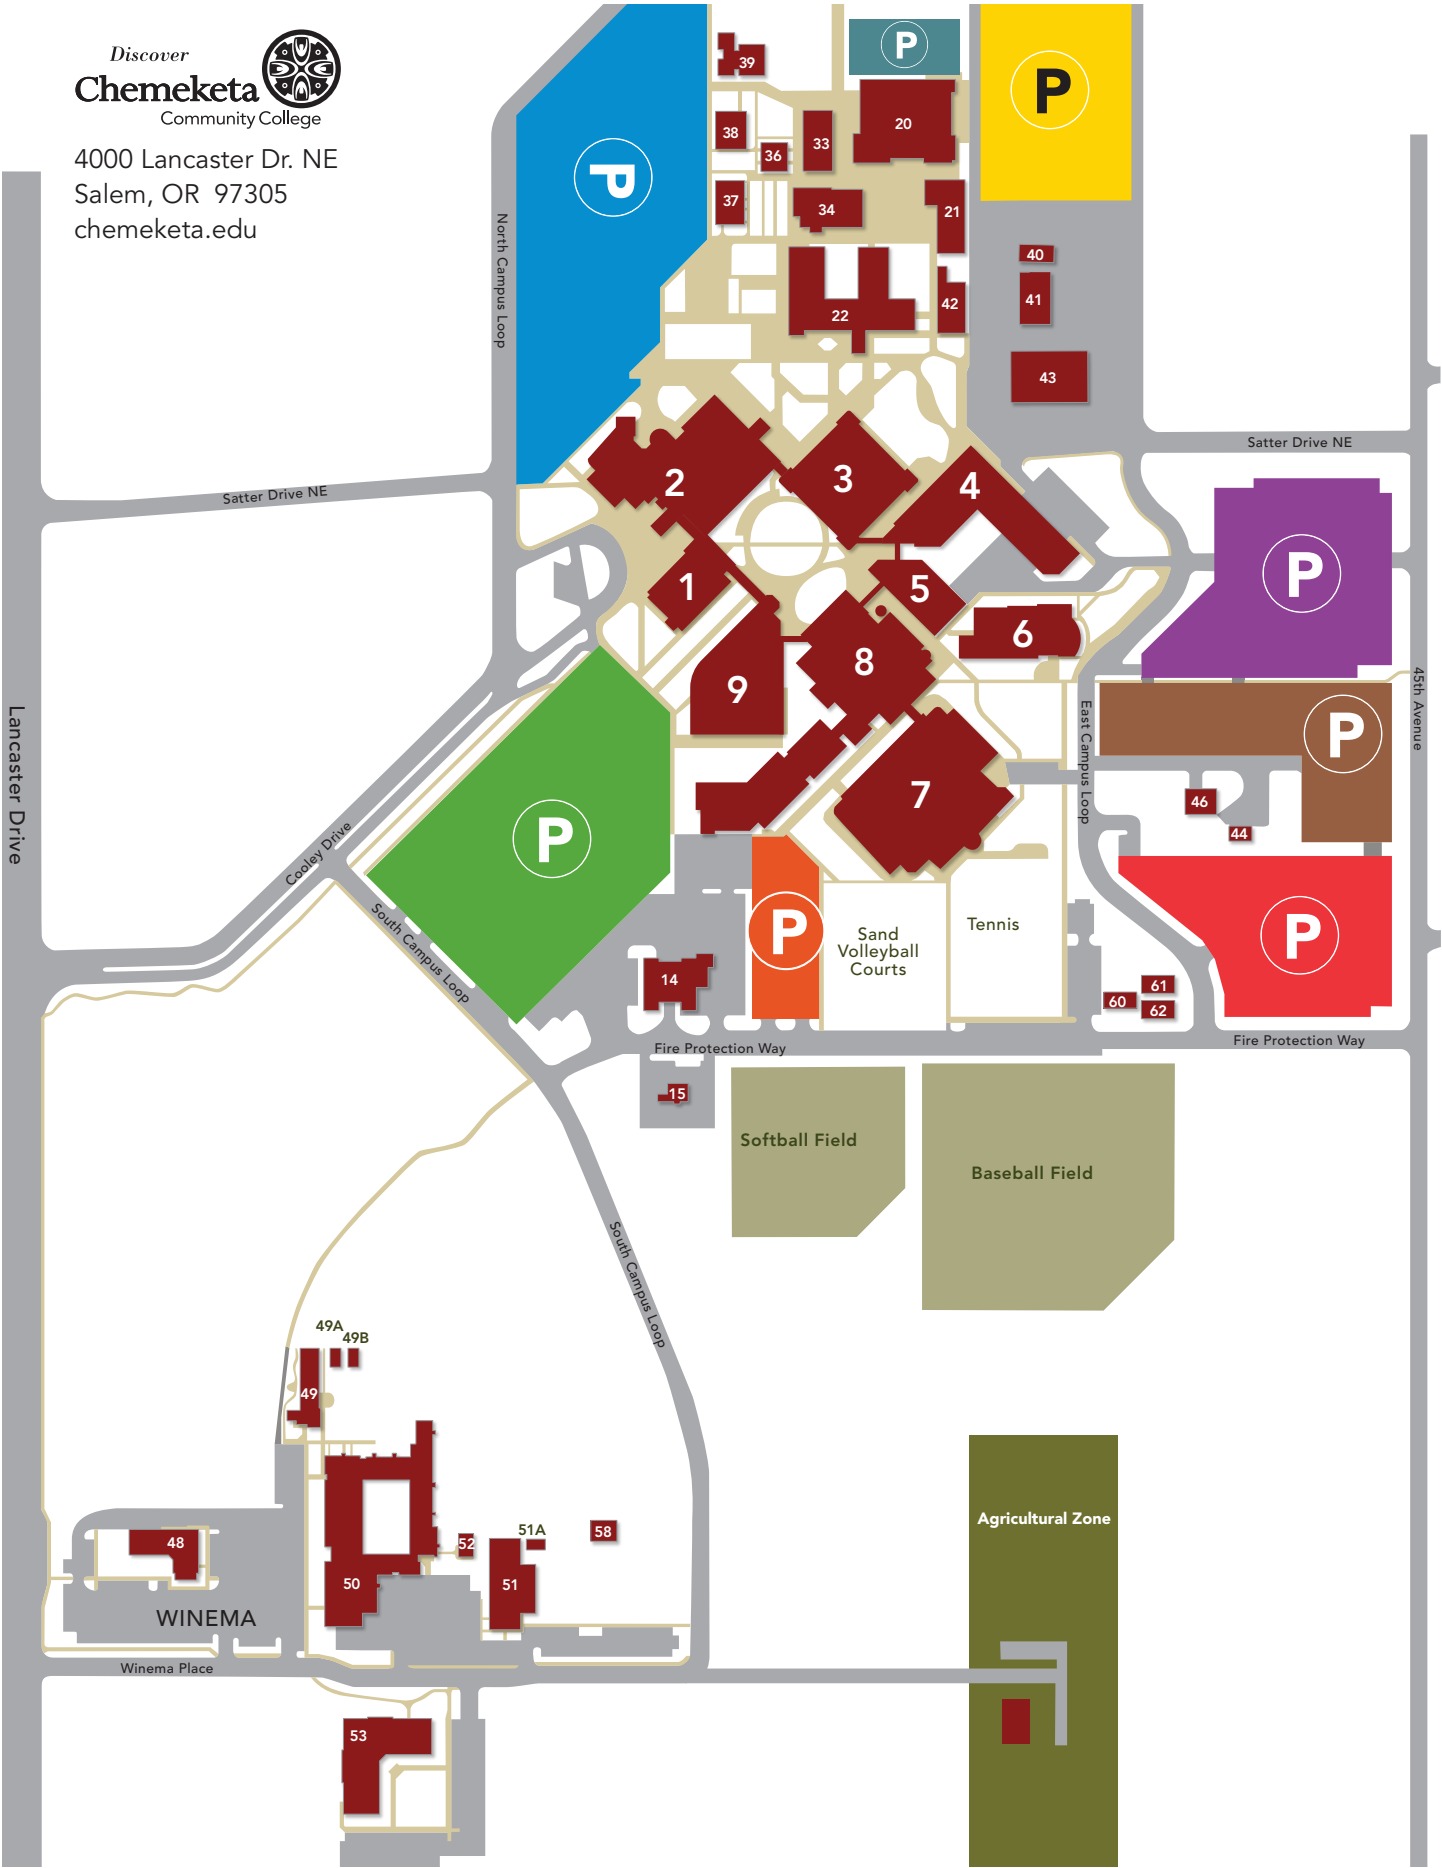 Discover
Chemeketa
Community College
4000 Lancaster Dr. NE
Salem, OR 97305
chemeketa.edu
P
P
P
39
38
36
33
20
37
34
21
North Campus Loop
40
41
42
22
43
Satter Drive NE
Satter Drive NE
2
3
4
1
5
6
P
8
9
45th Avenue
East Campus Loop
P
Lancaster Drive
7
46
44
P
Cooley Drive
South Campus Loop
P
Sand
Volleyball
Courts
Tennis
P
14
61
60
62
Fire Protection Way
Fire Protection Way
15
Softball Field
Baseball Field
South Campus Loop
49A
49B
49
Agricultural Zone
48
52
51A
58
50
51
WINEMA
Winema Place
53